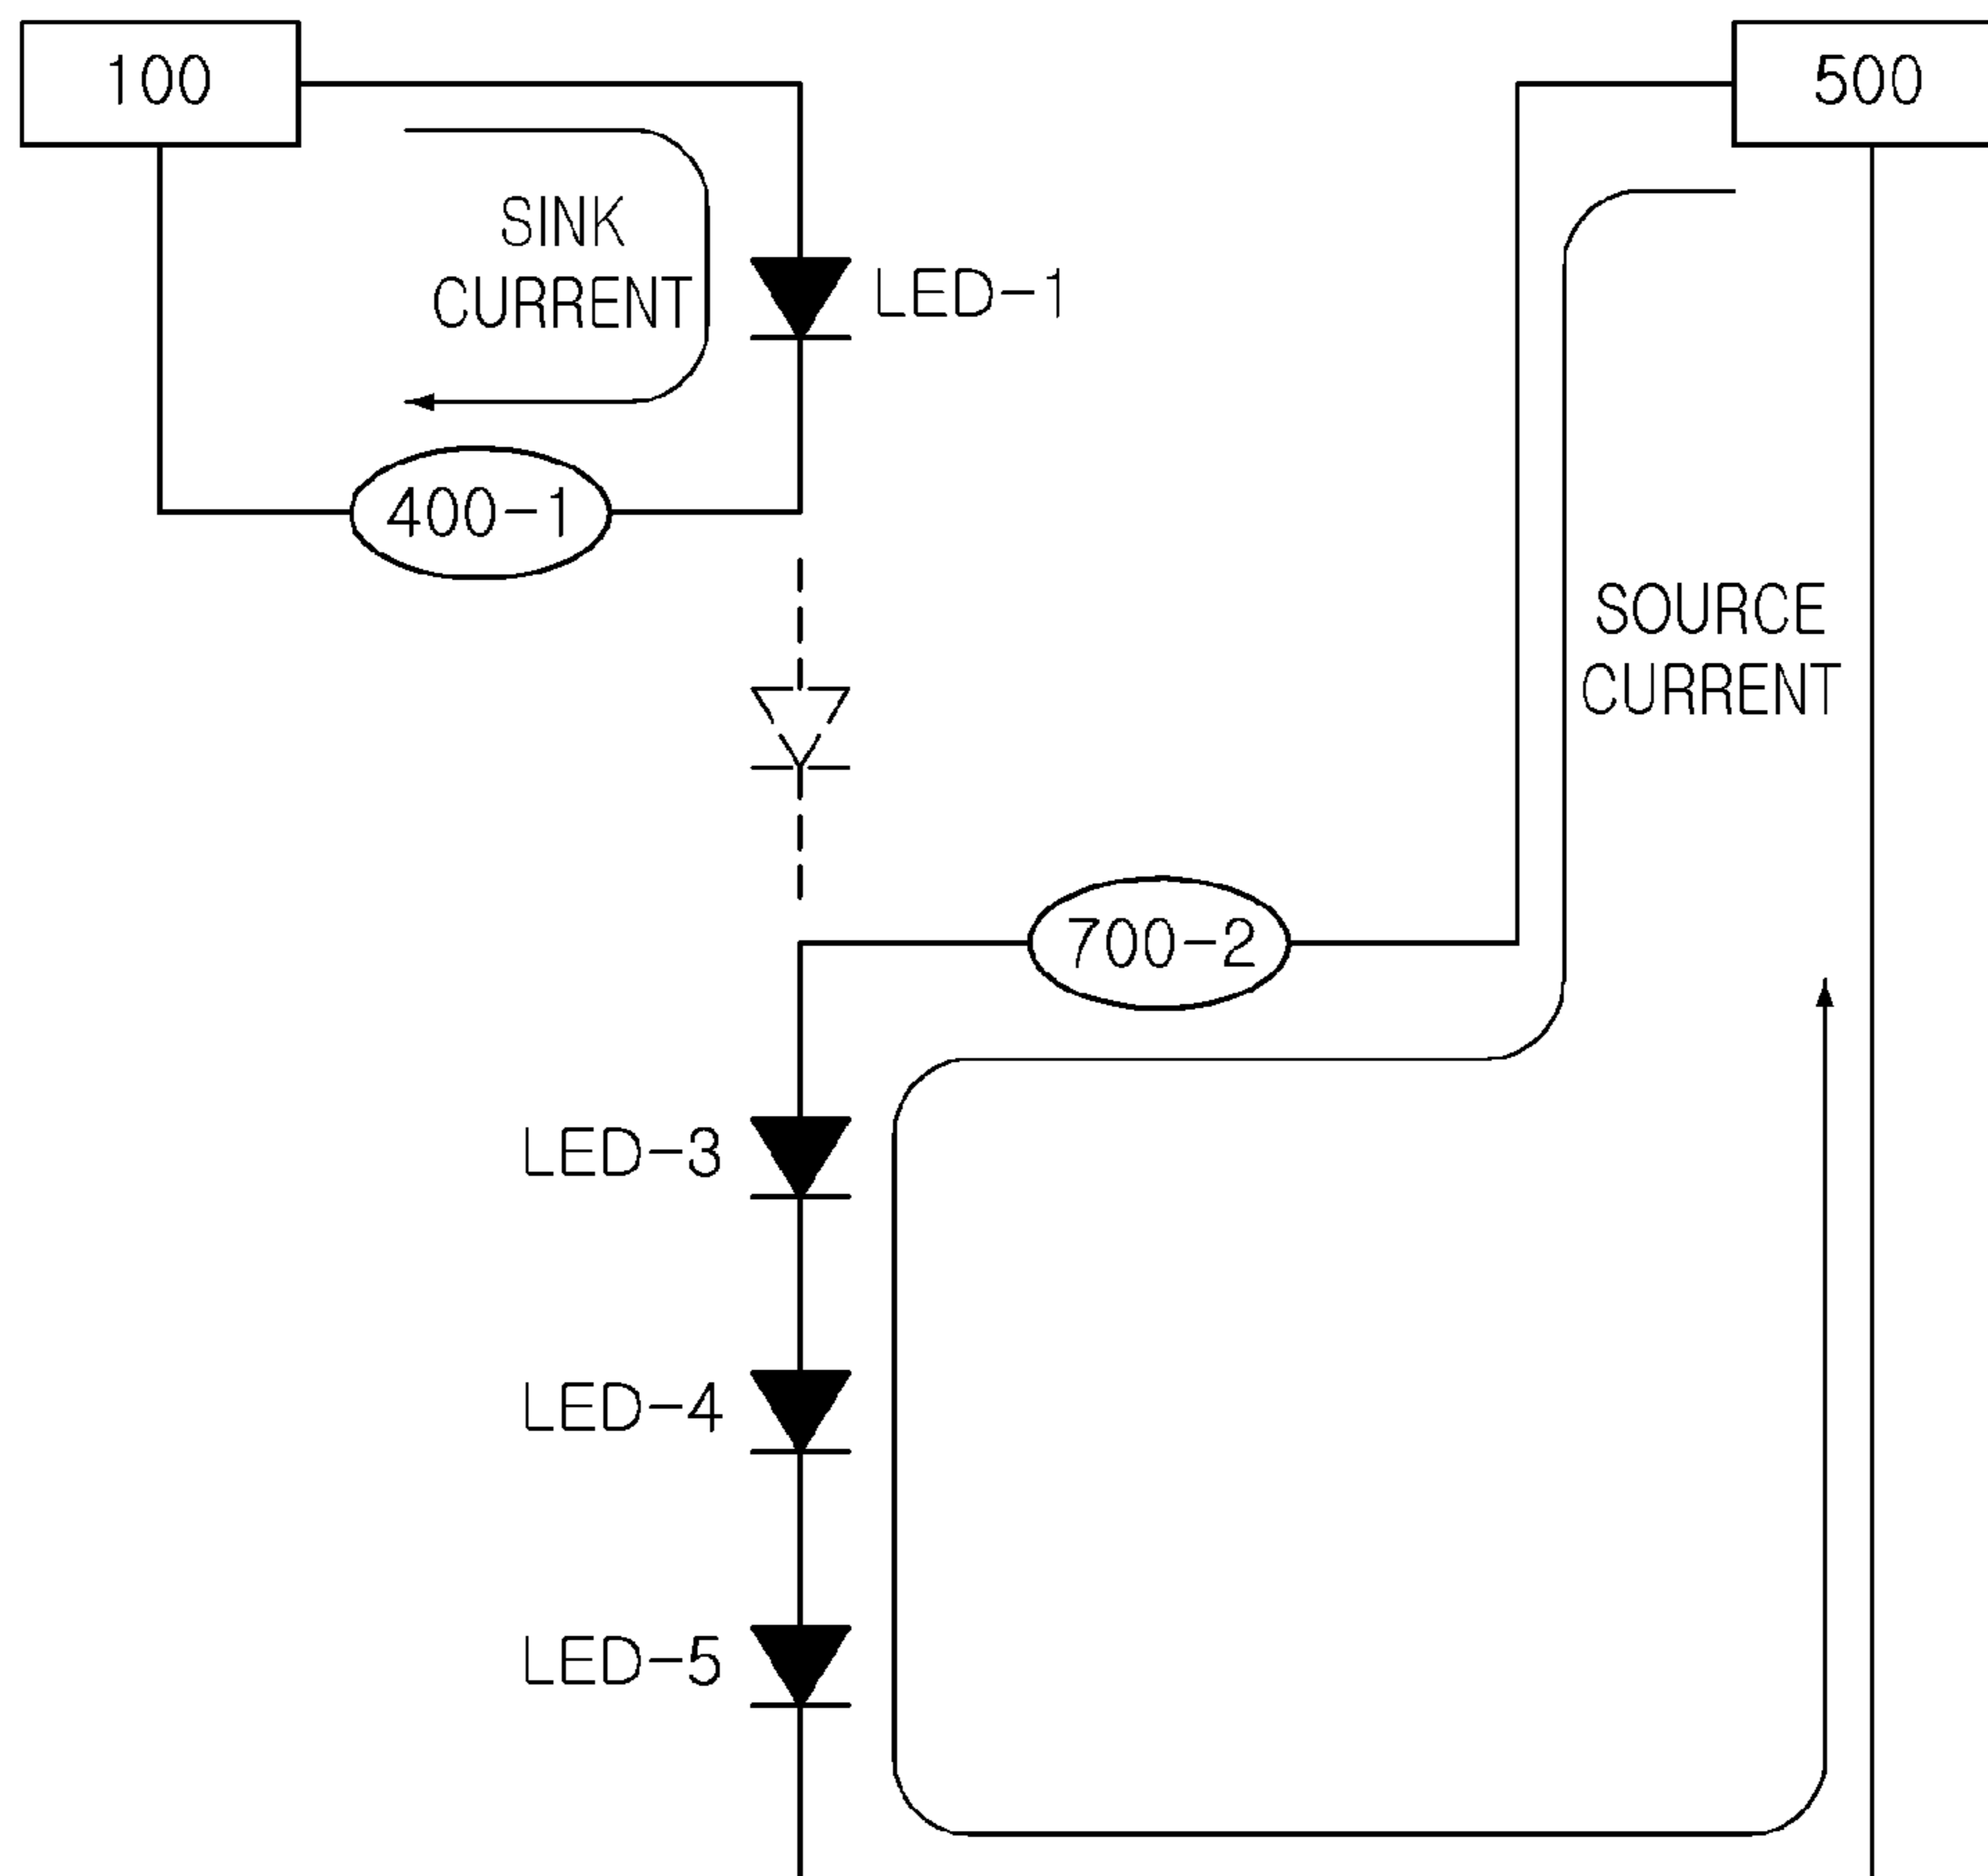 100
500
SINK
CURRENT
LED-1
400-1
SOURCE
CURRENT
700-2
LED-3
LED-4
LED-5